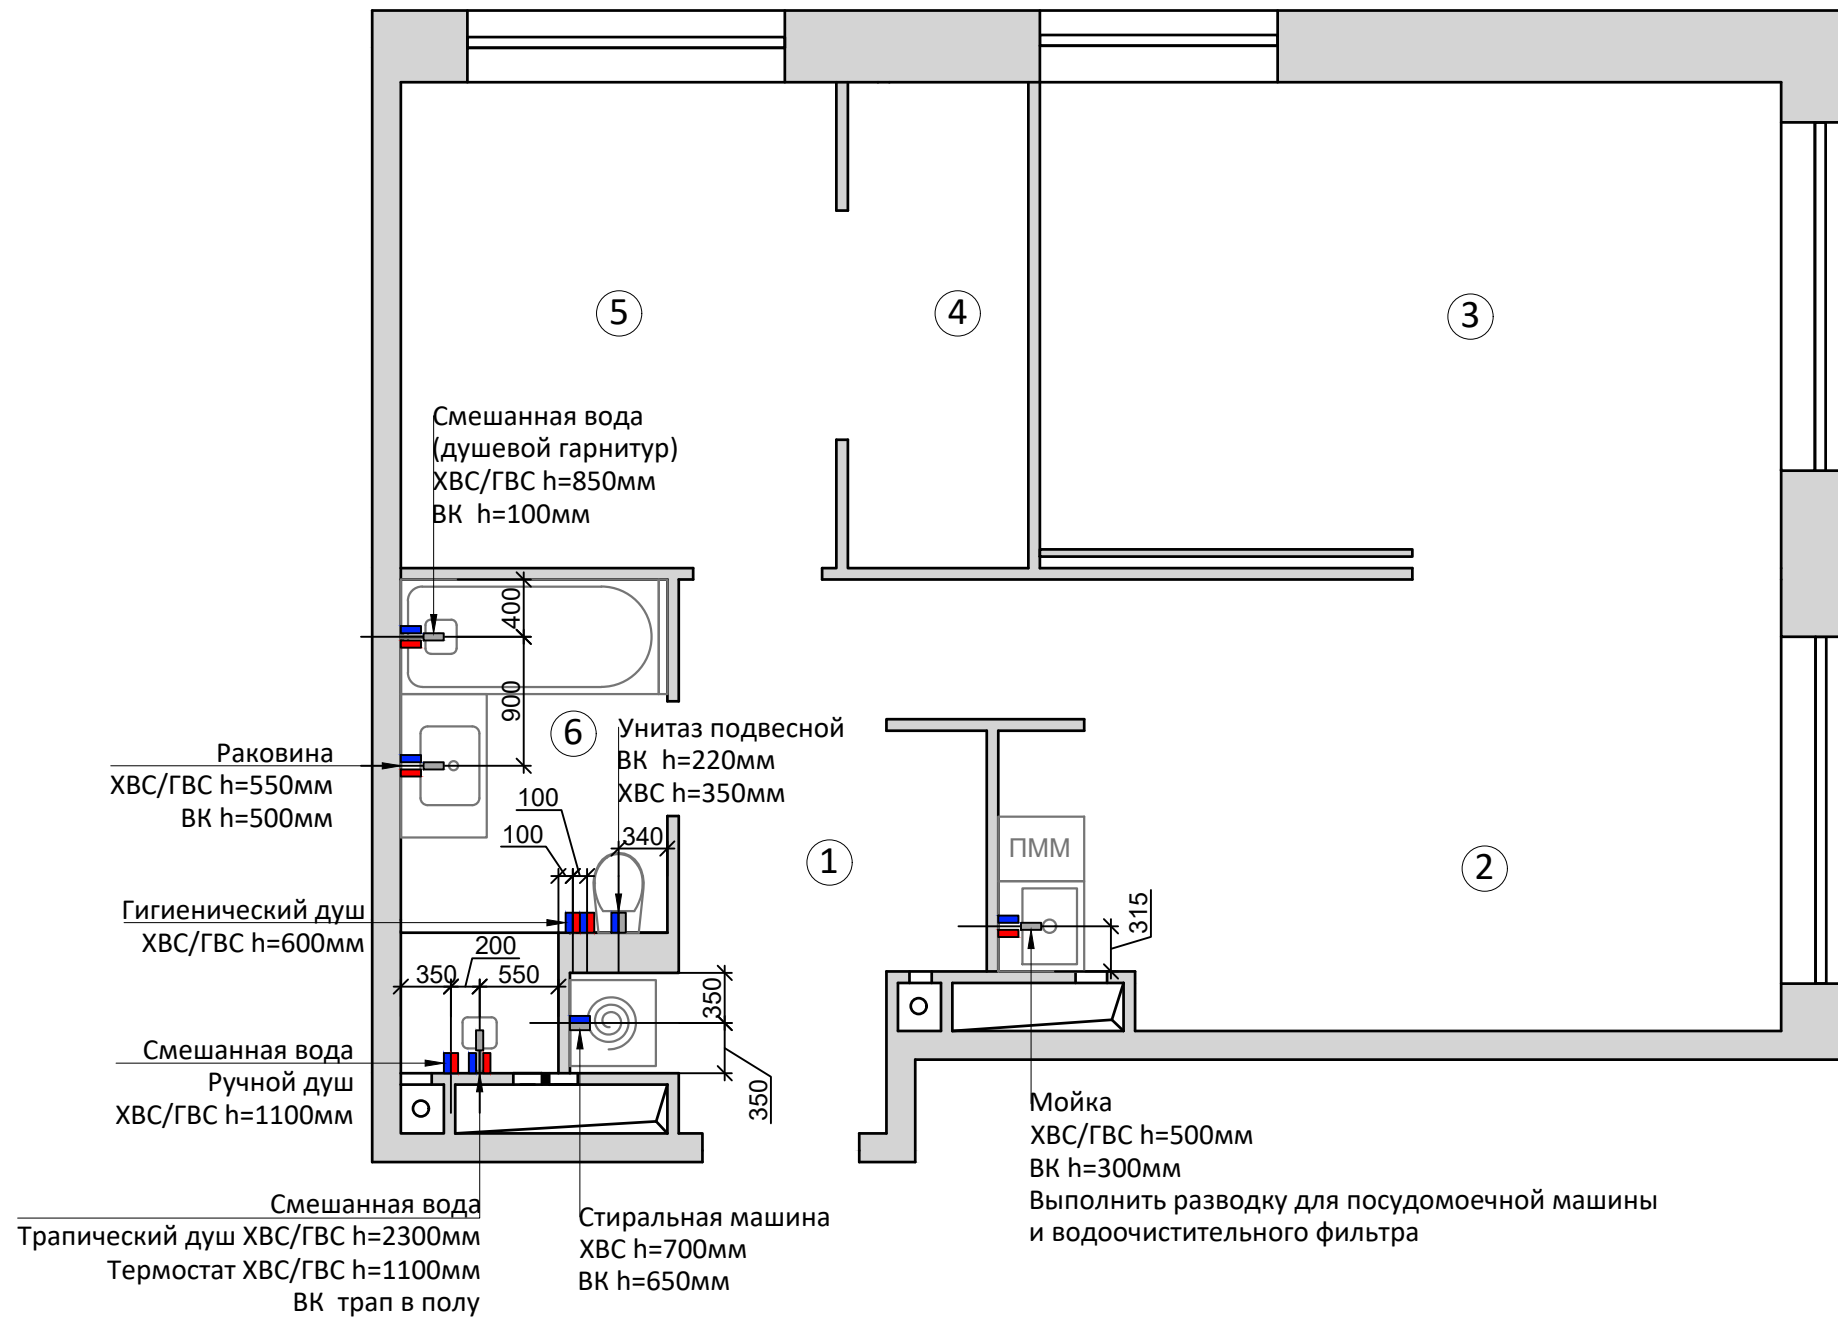 5
4
3
Смешанная вода
(душевой гарнитур)
ХВС/ГВС h=850мм
ВК h=100мм
400
900
6
Унитаз подвесной
ВК h=220мм
ХВС h=350мм
Раковина
ХВС/ГВС h=550мм
ВК h=500мм
100
100
340
1
ПММ
2
315
Гигиенический душ
ХВС/ГВС h=600мм
200
350
550
350
350
Смешанная вода
Ручной душ
ХВС/ГВС h=1100мм
Мойка
ХВС/ГВС h=500мм
ВК h=300мм
Выполнить разводку для посудомоечной машины
и водоочистительного фильтра
Смешанная вода
Трапический душ ХВС/ГВС h=2300мм
Термостат ХВС/ГВС h=1100мм
ВК трап в полу
Стиральная машина
ХВС h=700мм
ВК h=650мм